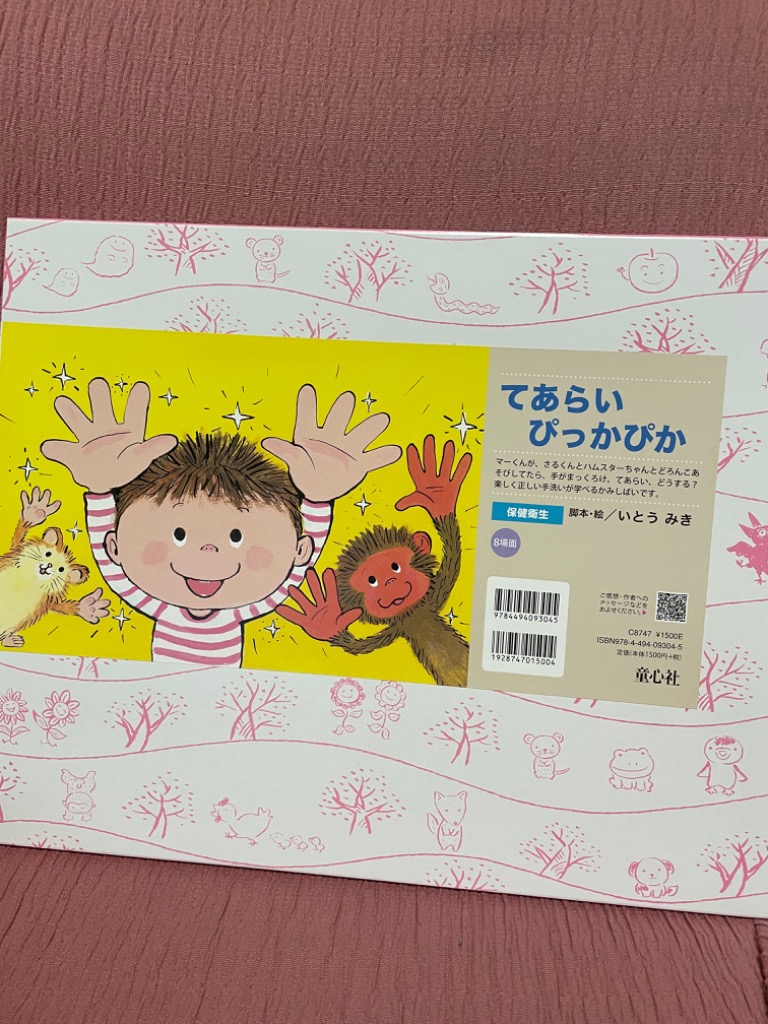 てあらい
ぴっかぴか
マーくんが、さるくんとハムスターちゃんとどろんこあ
そびしてたら、手がまっくろけ。てあらい、どうする？
楽しく正しい手洗いが学べるかみしばいです。
保健衛生 脚本・絵／いとう みき
8場面
ご感想・作者への
メッセージなどを
およせください。▶
9784494093045
1928747015004
C8747 ¥1500E
ISBN978-4-494-09304-5
定価(本体1500円+税)
童心社